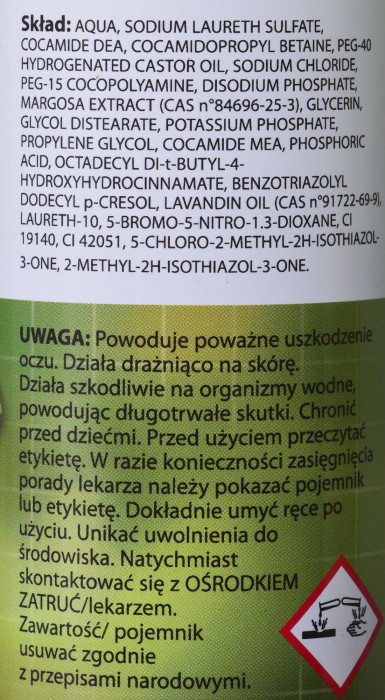 Skład: AQUA, SODIUM LAURETH SULFATE,
COCAMIDE DEA, COCAMIDOPROPYL BETAINE, PEG-40
HYDROGENATED CASTOR OIL, SODIUM CHLORIDE,
PEG-15 COCOPOLYAMINE, DISODIUM PHOSPHATE,
MARGOSA EXTRACT (CAS n°84696-25-3), GLYCERIN,
GLYCOL DISTEARATE, POTASSIUM PHOSPHATE,
PROPYLENE GLYCOL, COCAMIDE MEA, PHOSPHORIC
ACID, OCTADECYL DI-t-BUTYL-4-
HYDROXYHYDROCINNAMATE, BENZOTRIAZOLYL
DODECYL p-CRESOL, LAVANDIN OIL (CAS n°91722-69-9),
LAURETH-10, 5-BROMO-5-NITRO-1.3-DIOXANE, CI
19140, CI 42051, 5-CHLORO-2-METHYL-2H-ISOTHIAZOL-
3-ONE, 2-METHYL-2H-ISOTHIAZOL-3-ONE.
UWAGA: Powoduje poważne uszkodzenie
oczu. Działa drażniąco na skórę.
Działa szkodliwie na organizmy wodne,
powodując długotrwałe skutki. Chronić
przed dziećmi. Przed użyciem przeczytać
etykietę. W razie konieczności zasięgnięcia
porady lekarza należy pokazać pojemnik
lub etykietę. Dokładnie umyć ręce po
użyciu. Unikać uwolnienia do
środowiska. Natychmiast
skontaktować się z OŚRODKIEM
ZATRUĆ/lekarzem.
Zawartość/ pojemnik
usuwać zgodnie
z przepisami narodowymi.